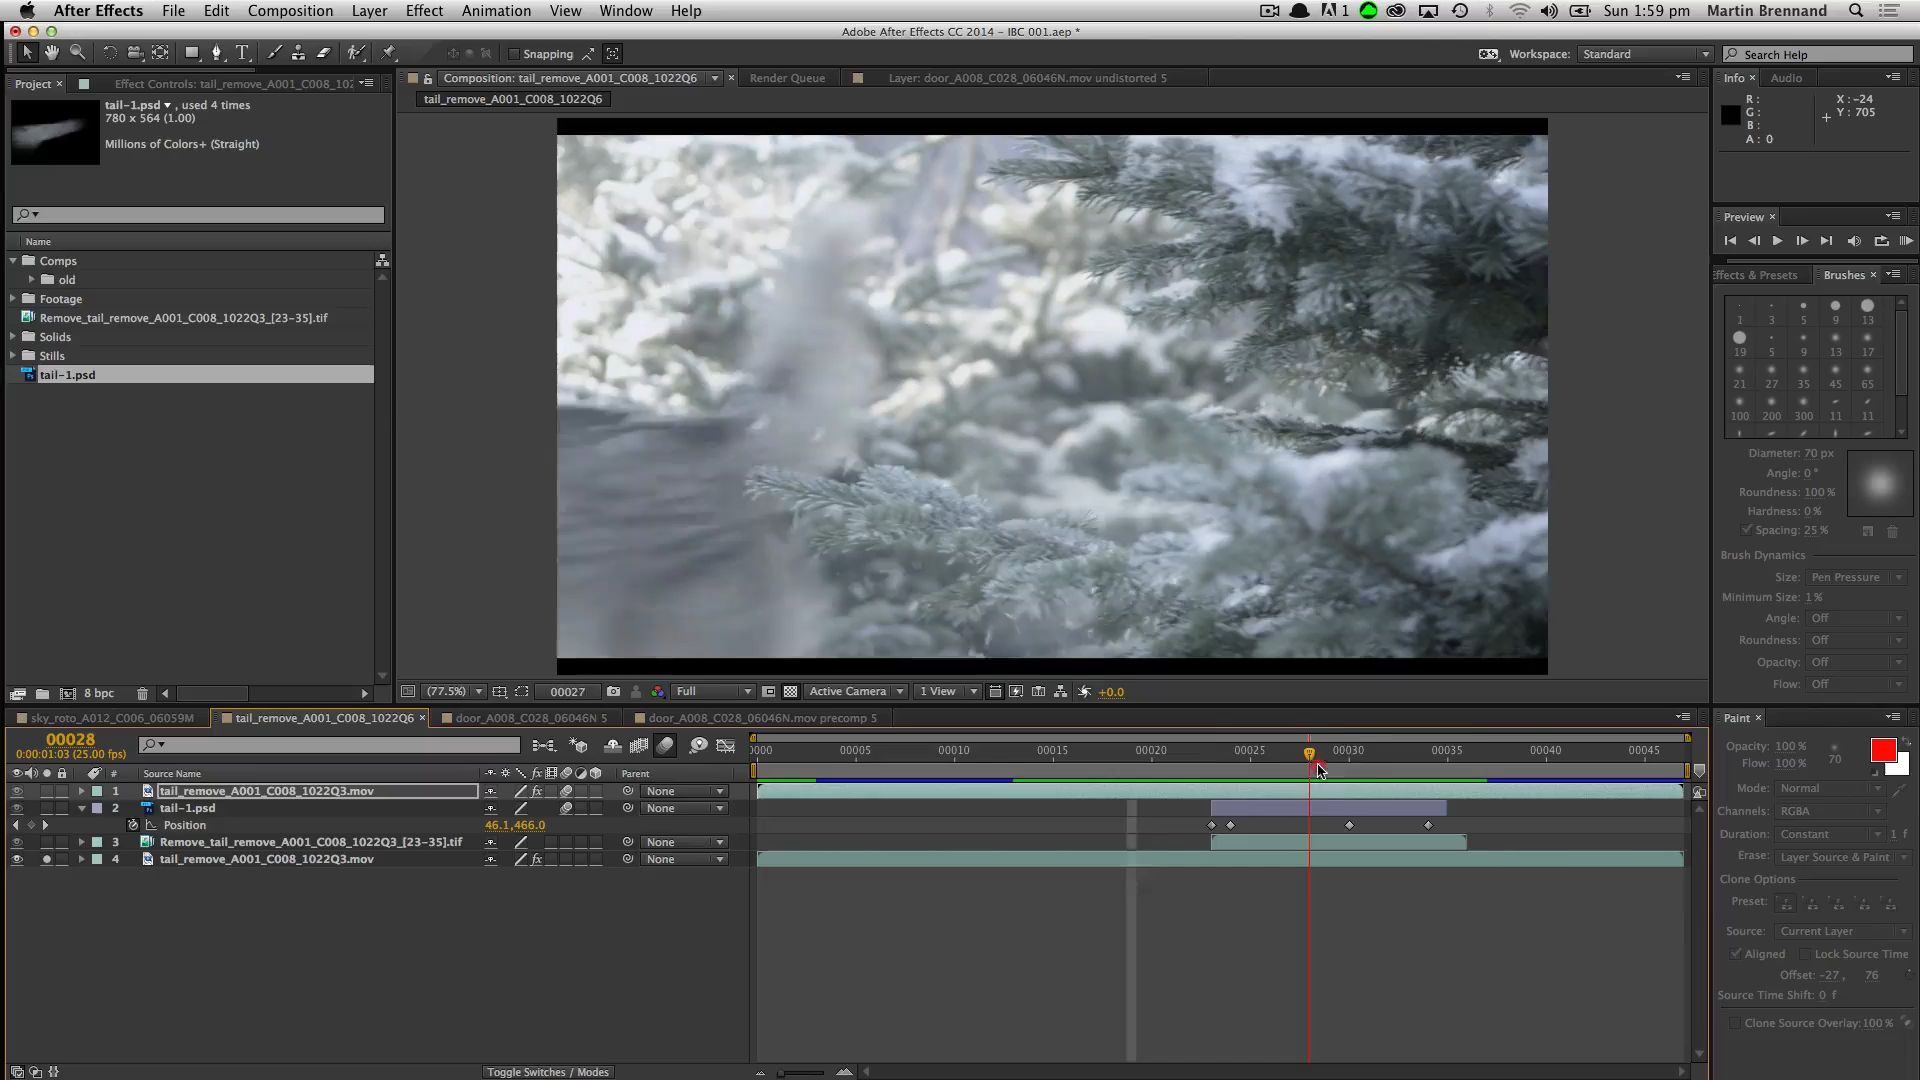 After Effects File Edit Composition Layer Effect Animation View Window Help 1 Sun 1:59 pm Martin Brennand
Adobe After Effects CC 2014 - IBC 001.aep *
Snapping Workspace: Standard Search Help
Project × Effect Controls: tail_remove_A001_C008_102
Composition: tail_remove_A001_C008_1022Q6 × Render Queue Layer: door_A008_C028_06046N.mov undistorted 5
Info × Audio
tail_remove_A001_C008_1022Q6
tail-1.psd ▼ , used 4 times
780 x 564 (1.00)
Millions of Colors+ (Straight)
R: X: -24
G: Y: 705
B:
A: 0
Preview ×
Name
Comps
old
Footage
Remove_tail_remove_A001_C008_1022Q3_[23-35].tif
Solids
Stills
tail-1.psd
8 bpc
ffects & Presets Brushes ×
1 3 5 9 13
19 5 9 13 17
21 27 35 45 65
100 200 300 11 11
Diameter: 70 px
Angle: 0 °
Roundness: 100 %
Hardness: 0 %
Spacing: 25 %
Brush Dynamics
Size: Pen Pressure
Minimum Size: 1 %
Angle: Off
Roundness: Off
Opacity: Off
Flow: Off
(77.5%) 00027 Full Active Camera 1 View +0.0
sky_roto_A012_C006_06059M tail_remove_A001_C008_1022Q6 × door_A008_C028_06046N 5 door_A008_C028_06046N.mov precomp 5
00028
0:00:01:03 (25.00 fps)
0000 00005 00010 00015 00020 00025 00030 00035 00040 00045
# Source Name fx Parent
1 tail_remove_A001_C008_1022Q3.mov fx None
2 tail-1.psd None
Position 46.1,466.0
3 Remove_tail_remove_A001_C008_1022Q3_[23-35].tif None
4 tail_remove_A001_C008_1022Q3.mov fx None
Toggle Switches / Modes
Paint ×
Opacity: 100 %
Flow: 100 % 70
Mode: Normal
Channels: RGBA
Duration: Constant 1 f
Erase: Layer Source & Paint
Clone Options
Preset:
Source: Current Layer
Aligned Lock Source Time
Offset: -27 , 76
Source Time Shift: 0 f
Clone Source Overlay: 100 %